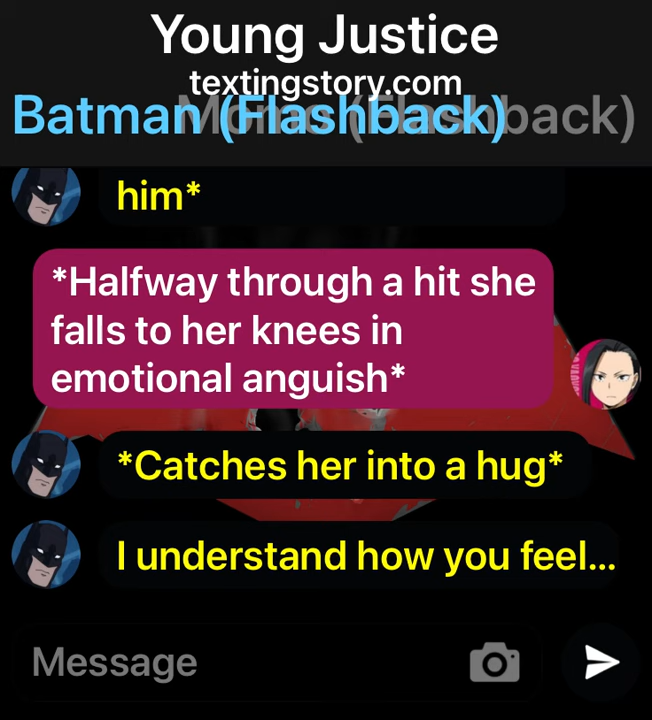 Young Justice
textingstory.com
Batman (Flashback)
back)
him*
*Halfway through a hit she
falls to her knees in
emotional anguish*
*Catches her into a hug*
I understand how you feel...
Message